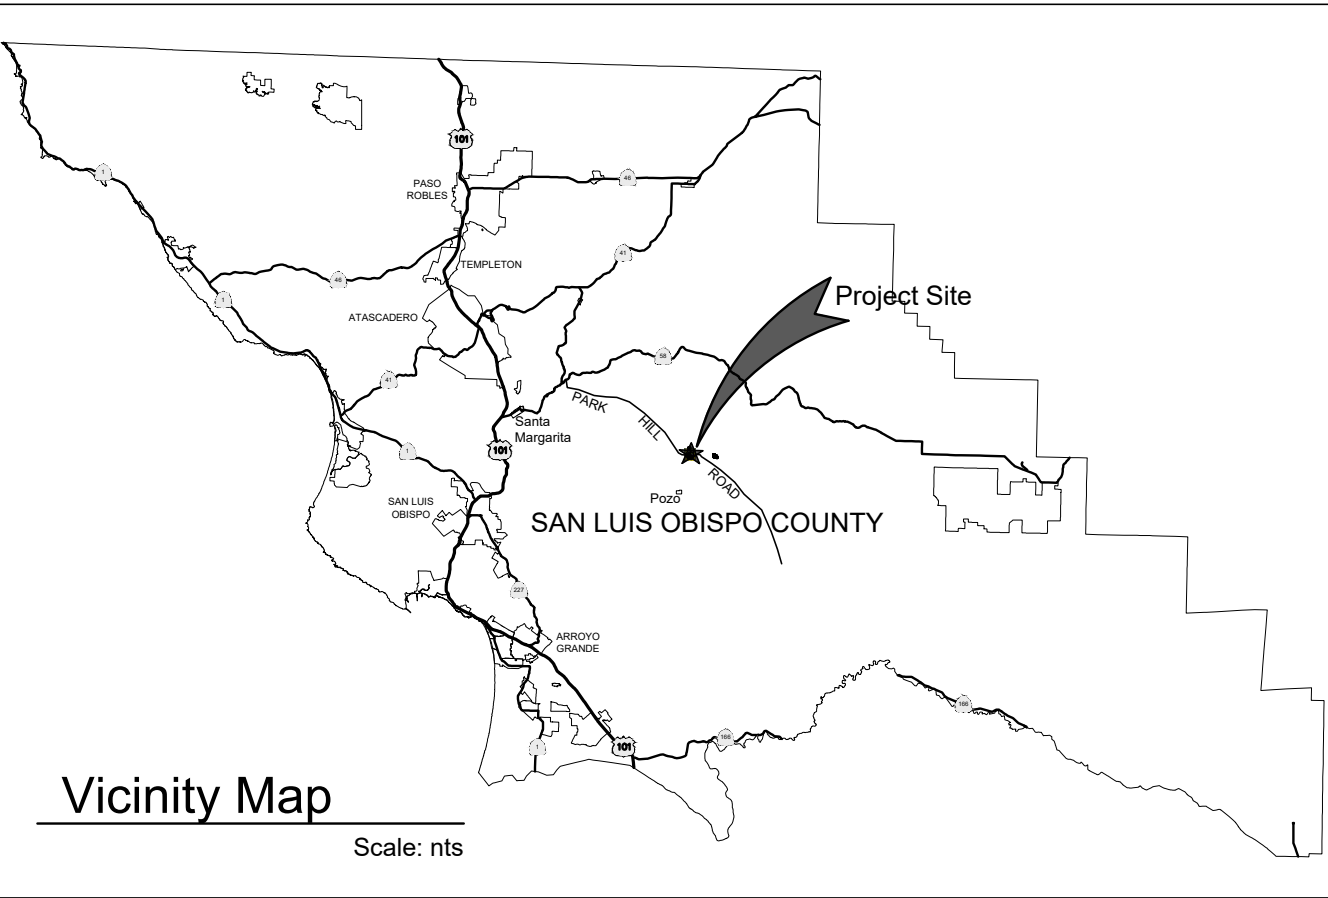 101
1
46
PASO
ROBLES
41
TEMPLETON
46
Project Site
1
ATASCADERO
58
41
PARK
HILL
ROAD
Santa
Margarita
101
1
Pozo
SAN LUIS
OBISPO
SAN LUIS OBISPO COUNTY
227
ARROYO
GRANDE
166
166
101
1
Vicinity Map
Scale: nts